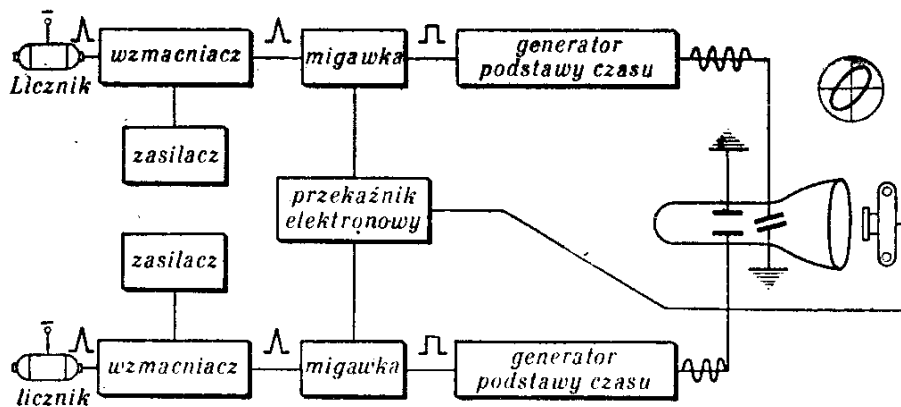 wzmacniacz
migawka
generator
podstawy czasu
Licznik
zasilacz
przekaźnik
elektronowy
zasilacz
wzmacniacz
migawka
generator
podstawy czasu
licznik